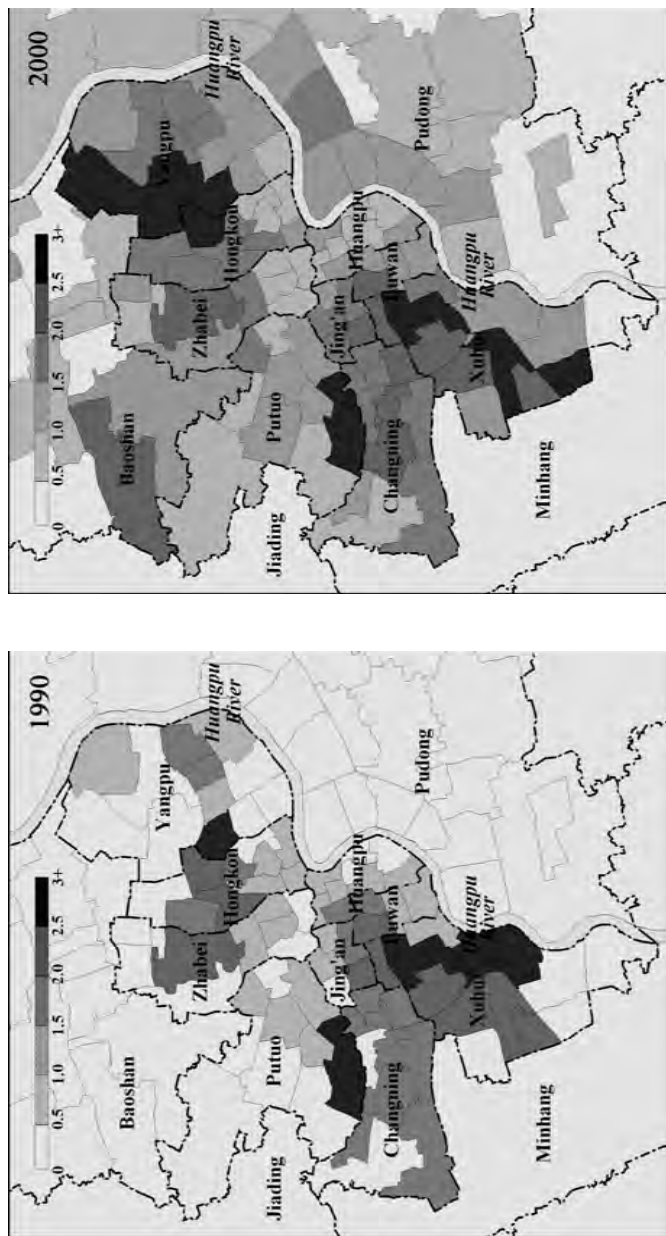 0 0.5 1.0 1.5 2.0 2.5 3+
1990
Baoshan
Yangpu
Zhabei
Huangpu
River
Hongkou
Jiading
Putuo
Jing'an
Huangpu
Changning
Luwan
Pudong
Xuhui
Huangpu
River
Minhang
0 0.5 1.0 1.5 2.0 2.5 3+
2000
Baoshan
Yangpu
Zhabei
Huangpu
River
Hongkou
Jiading
Putuo
Jing'an
Huangpu
Changning
Luwan
Pudong
Xuhui
Huangpu
River
Minhang